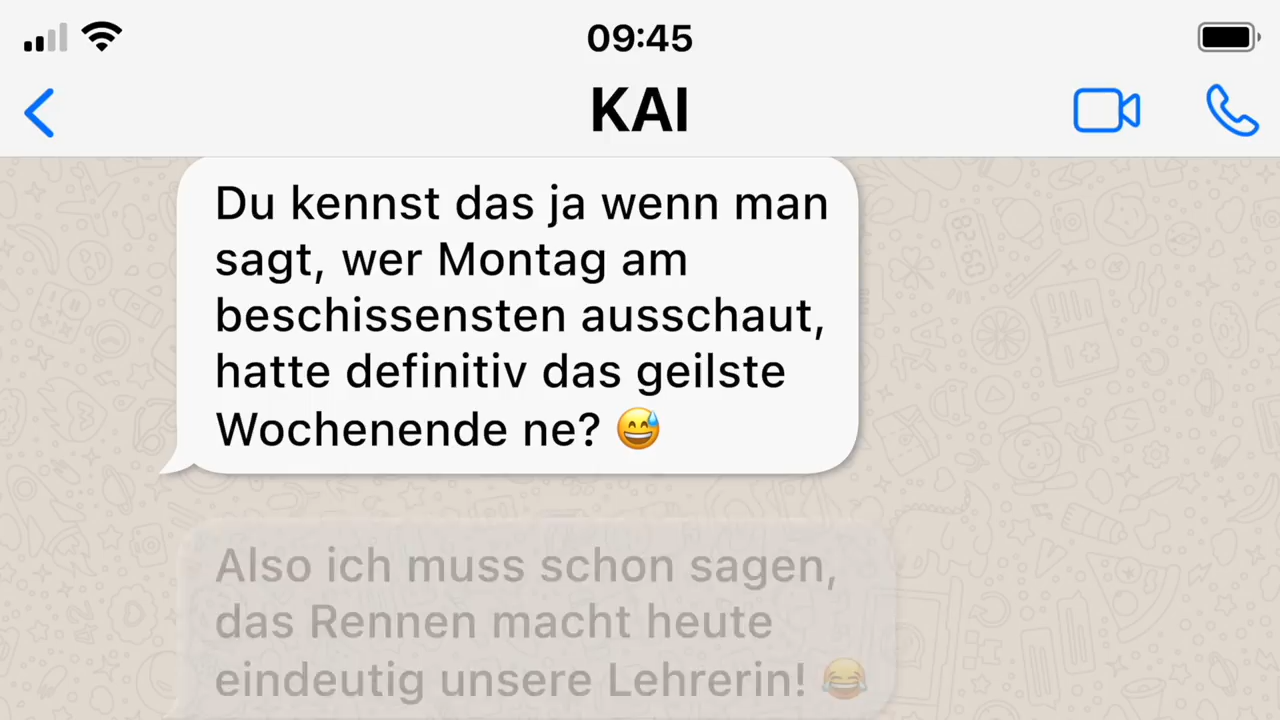 09:45
KAI
Du kennst das ja wenn man
sagt, wer Montag am
beschissensten ausschaut,
hatte definitiv das geilste
Wochenende ne? 😅
Also ich muss schon sagen,
das Rennen macht heute
eindeutig unsere Lehrerin! 😂